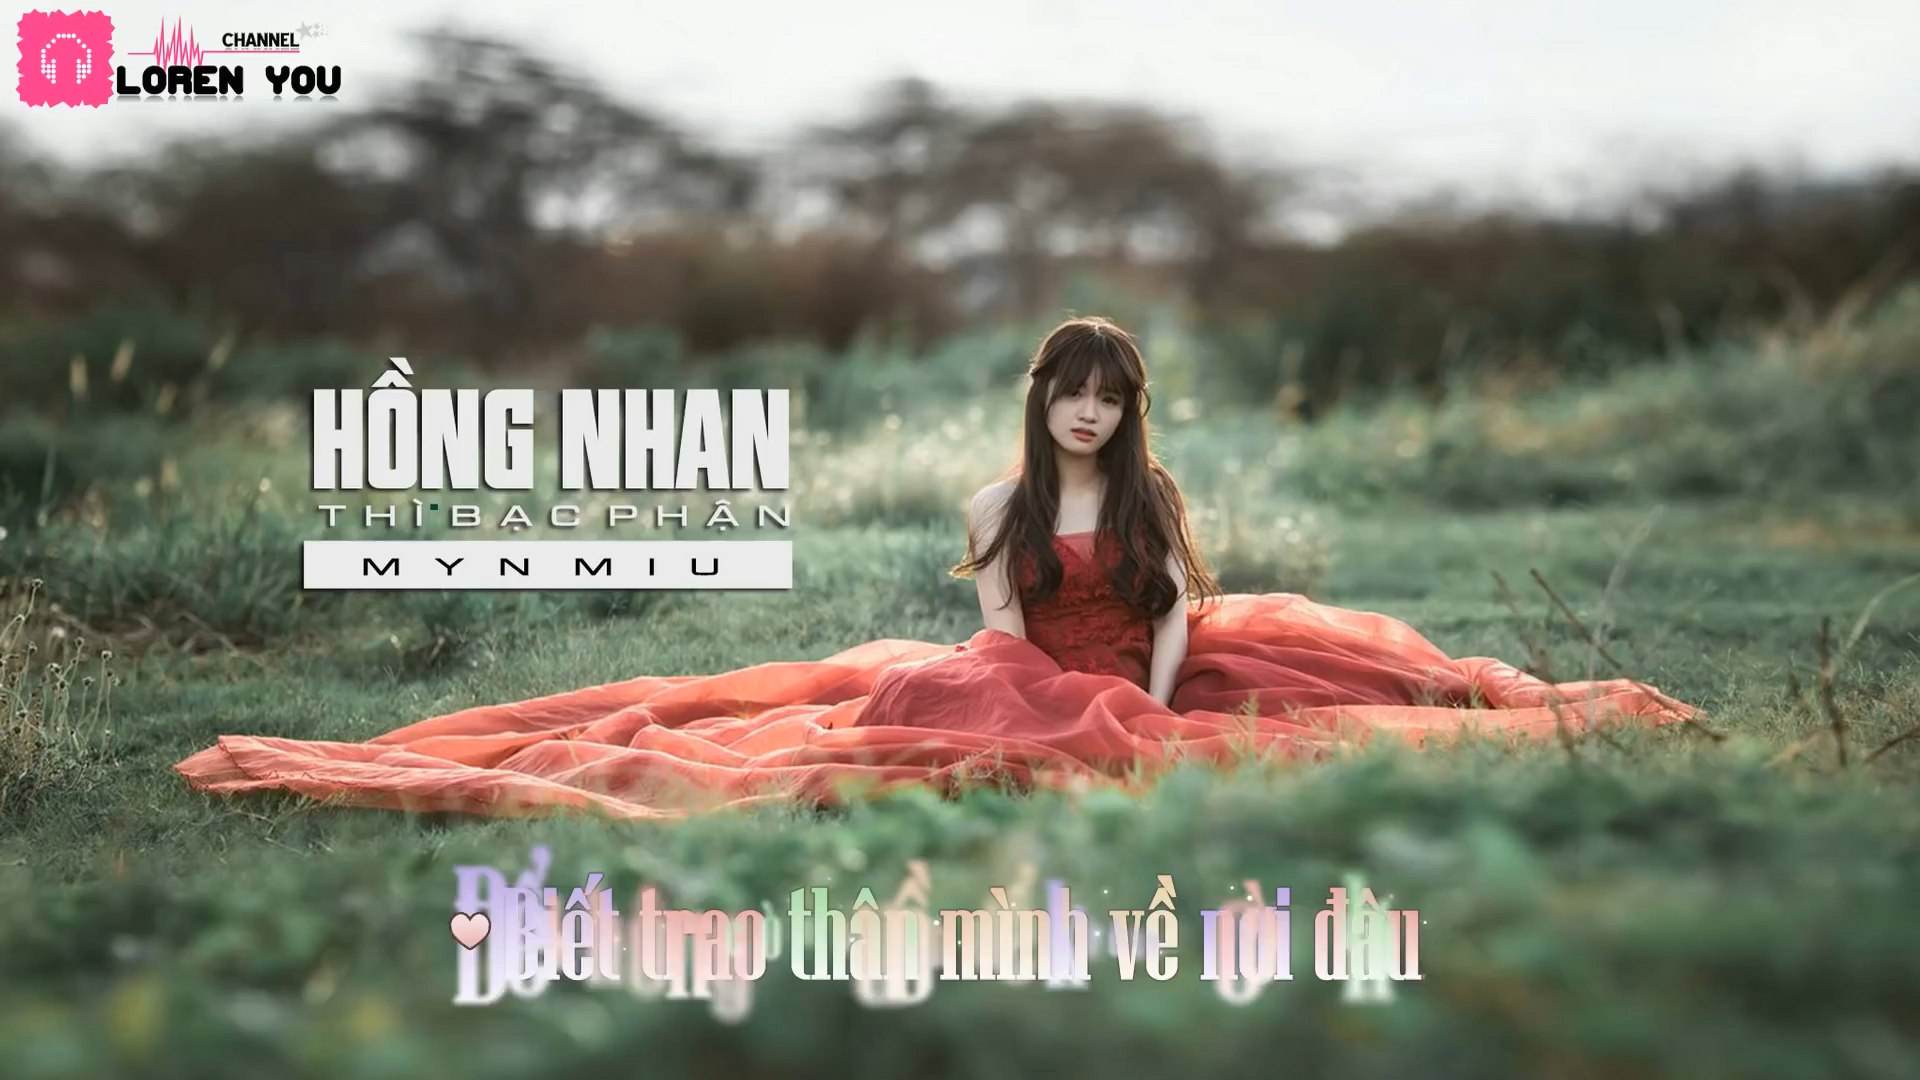 CHANNEL
LOREN YOU
HỒNG NHAN
THÌ BẠC PHẬN
MYN MIU
Biết trao thân mình về nơi đâu